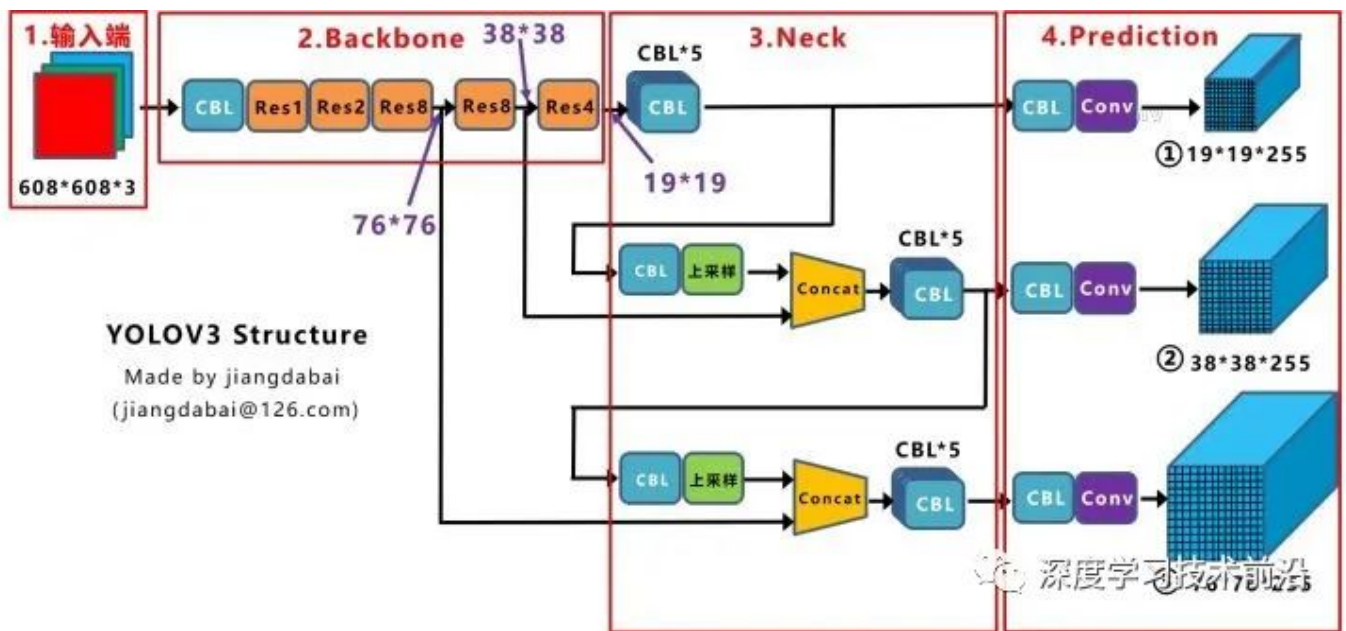 1.输入端
2.Backbone
38*38
3.Neck
4.Prediction
CBL*5
CBL
Res1
Res2
Res8
Res8
Res4
CBL
CBL
Conv
①19*19*255
608*608*3
19*19
76*76
CBL*5
CBL
上采样
Concat
CBL
CBL
Conv
②38*38*255
YOLOV3 Structure
Made by jiangdabai
(jiangdabai@126.com)
CBL*5
CBL
上采样
Concat
CBL
CBL
Conv
深度学习技术前沿